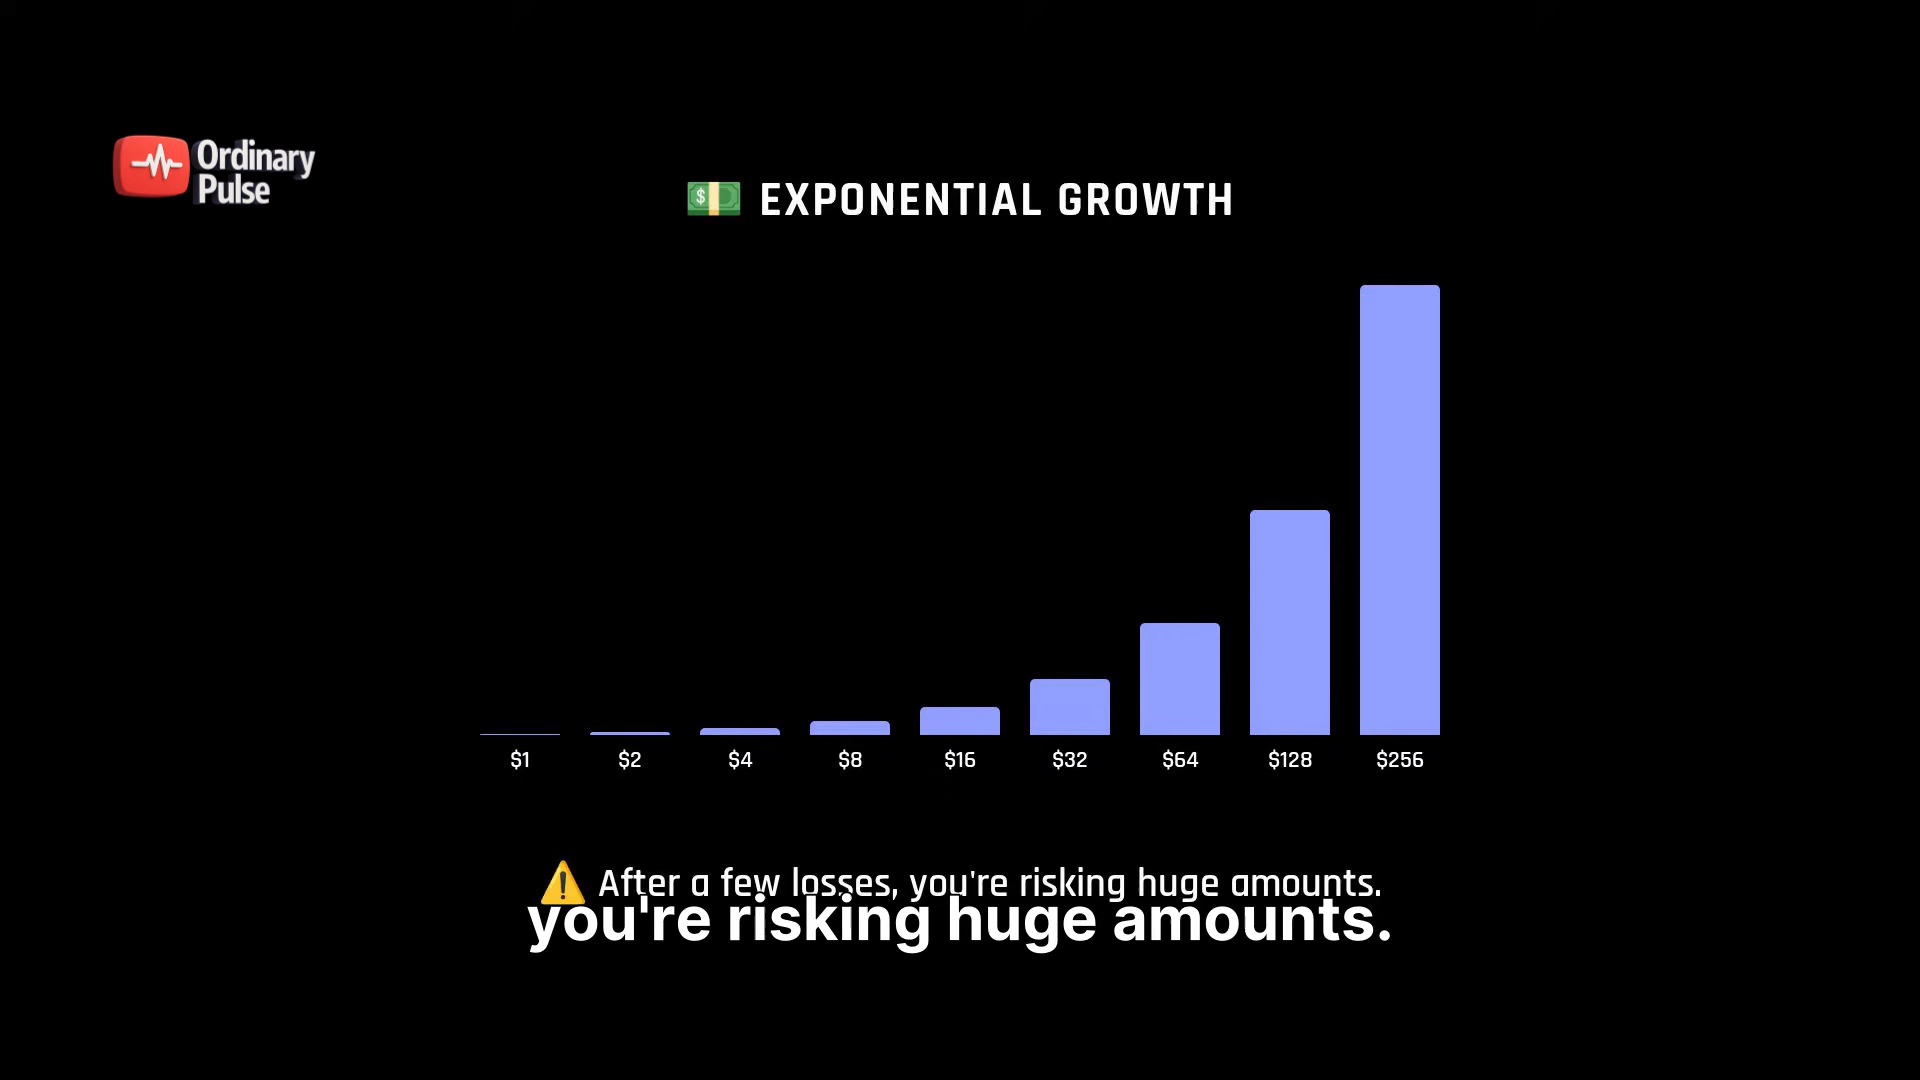 Ordinary
Pulse
EXPONENTIAL GROWTH
$1 $2 $4 $8 $16 $32 $64 $128 $256
After a few losses, you're risking huge amounts.
you're risking huge amounts.